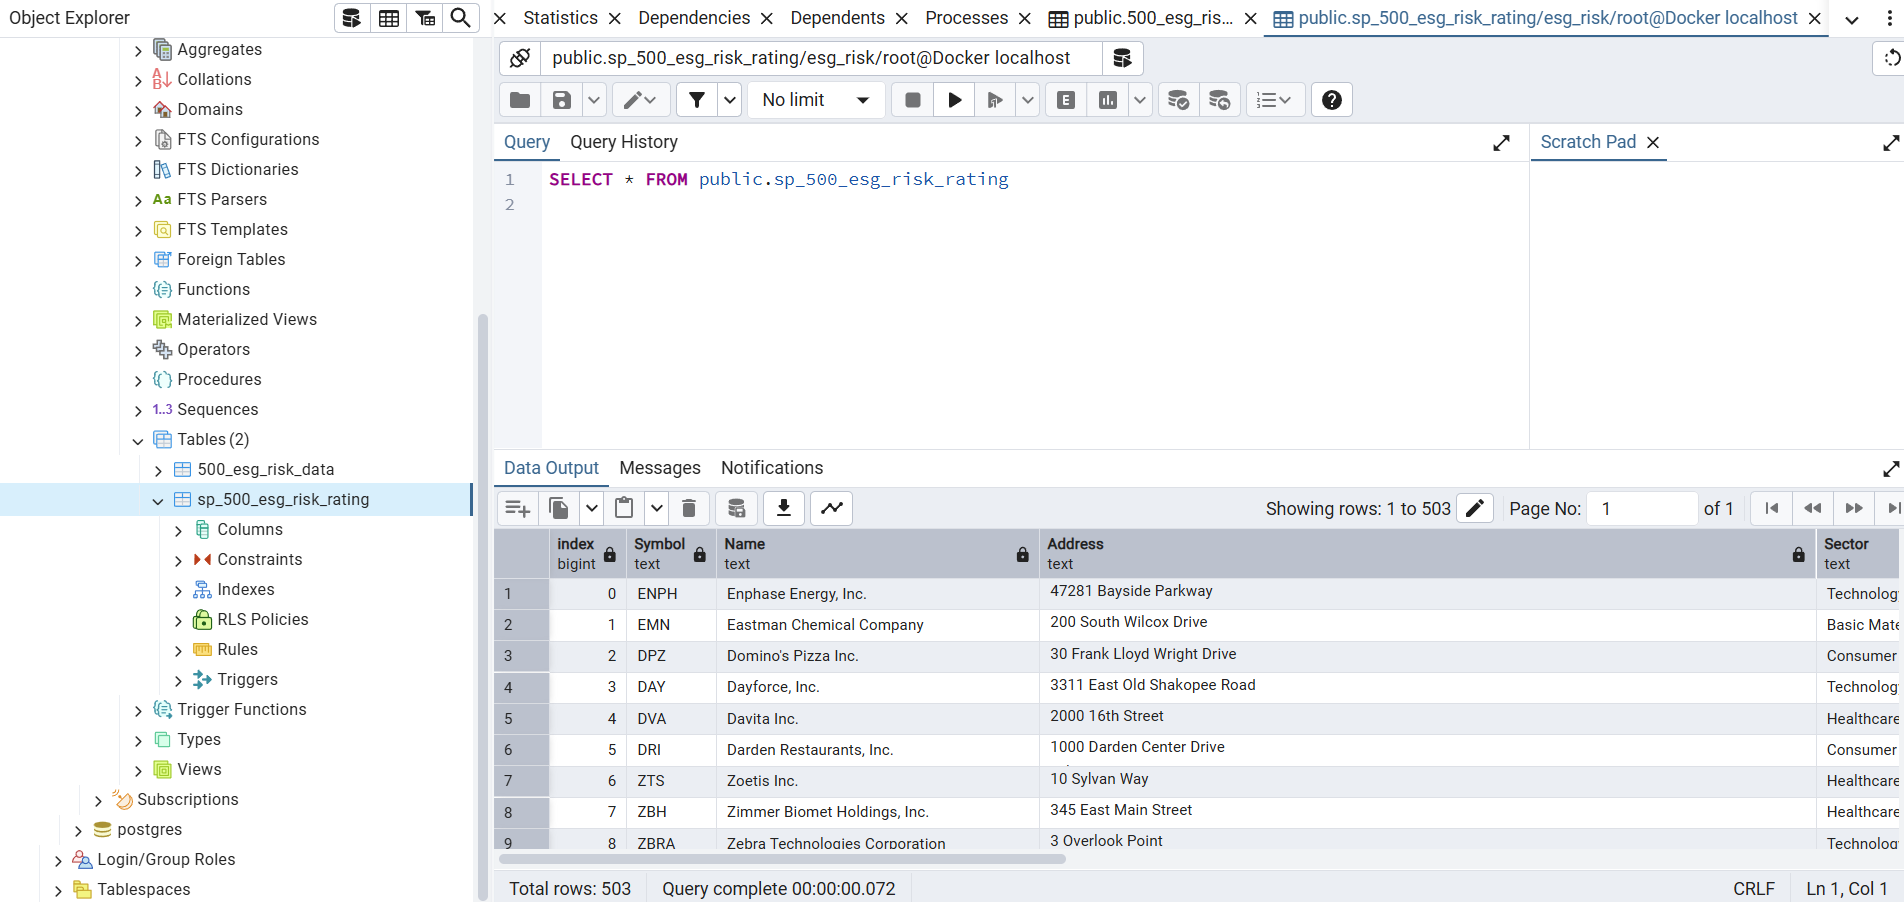 Object Explorer
Aggregates
Collations
Domains
FTS Configurations
FTS Dictionaries
Aa FTS Parsers
FTS Templates
Foreign Tables
Functions
Materialized Views
Operators
Procedures
1..3 Sequences
Tables (2)
500_esg_risk_data
sp_500_esg_risk_rating
Columns
Constraints
Indexes
RLS Policies
Rules
Triggers
Trigger Functions
Types
Views
Subscriptions
postgres
Login/Group Roles
Tablespaces
Statistics Dependencies Dependents Processes public.500_esg_ris... public.sp_500_esg_risk_rating/esg_risk/root@Docker localhost
public.sp_500_esg_risk_rating/esg_risk/root@Docker localhost
No limit E
Query Query History Scratch Pad
1 SELECT * FROM public.sp_500_esg_risk_rating
2
Data Output Messages Notifications
Showing rows: 1 to 503 Page No: 1 of 1
index Symbol Name Address Sector
bigint text text text text
1 0 ENPH Enphase Energy, Inc. 47281 Bayside Parkway Technolog
2 1 EMN Eastman Chemical Company 200 South Wilcox Drive Basic Mate
3 2 DPZ Domino's Pizza Inc. 30 Frank Lloyd Wright Drive Consumer
4 3 DAY Dayforce, Inc. 3311 East Old Shakopee Road Technolog
5 4 DVA Davita Inc. 2000 16th Street Healthcare
6 5 DRI Darden Restaurants, Inc. 1000 Darden Center Drive Consumer
7 6 ZTS Zoetis Inc. 10 Sylvan Way Healthcare
8 7 ZBH Zimmer Biomet Holdings, Inc. 345 East Main Street Healthcare
9 8 ZBRA Zebra Technologies Corporation 3 Overlook Point Technolog
Total rows: 503 Query complete 00:00:00.072 CRLF Ln 1, Col 1